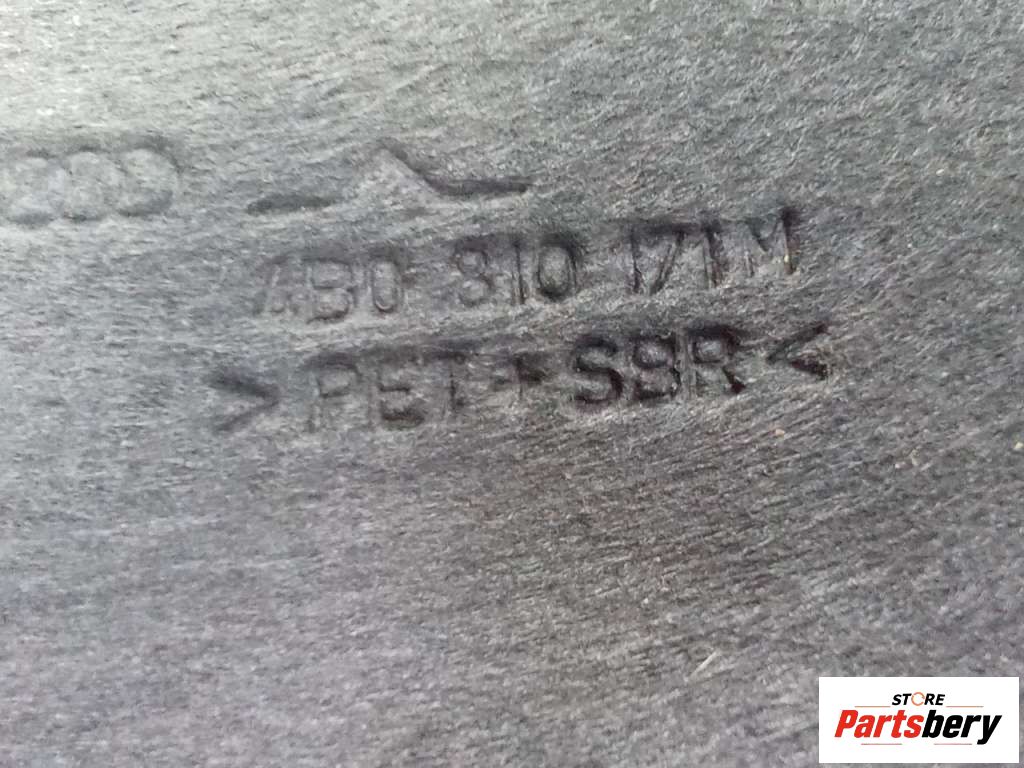 4B0 810 171M
>PET+SBR<
STORE
Partsbery